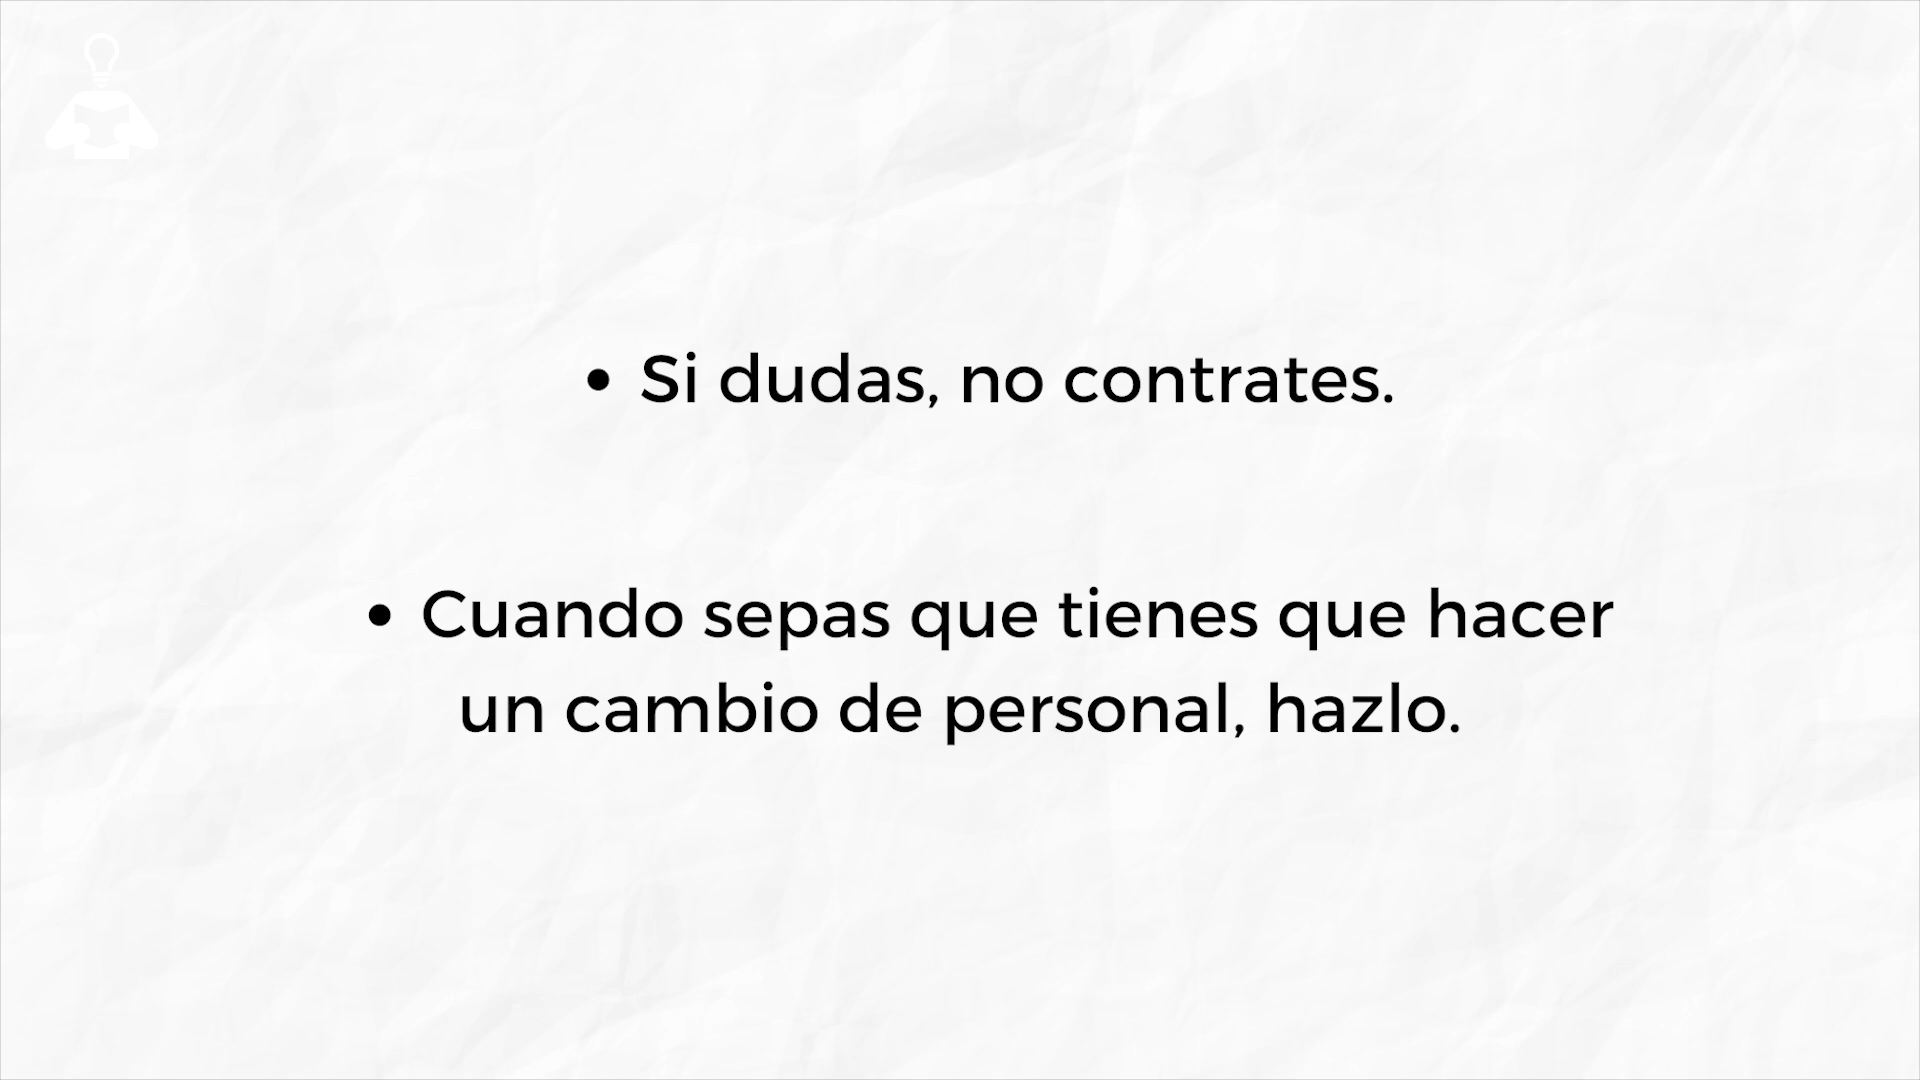 • Si dudas, no contrates.
• Cuando sepas que tienes que hacer
un cambio de personal, hazlo.